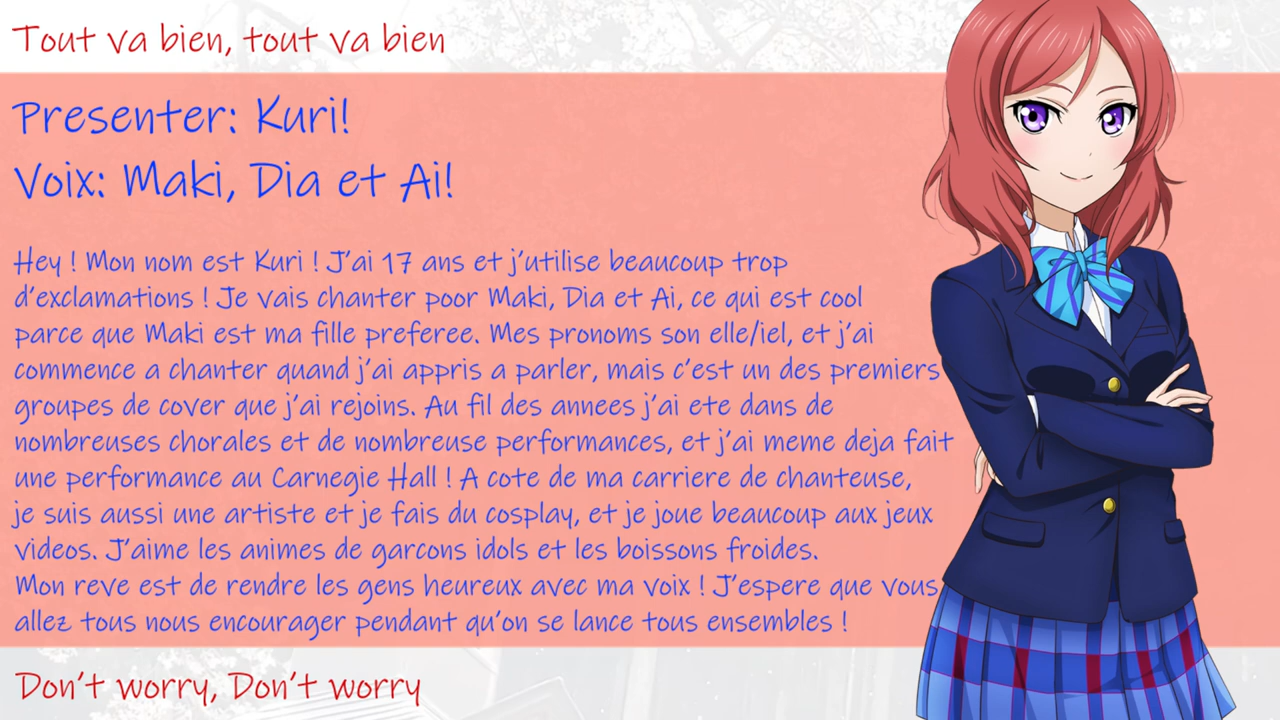 Tout va bien, tout va bien
Presenter: Kuri!
Voix: Maki, Dia et Ai!
Hey ! Mon nom est Kuri ! J'ai 17 ans et j'utilise beaucoup trop
d'exclamations ! Je vais chanter poor Maki, Dia et Ai, ce qui est cool
parce que Maki est ma fille preferee. Mes pronoms son elle/iel, et j'ai
commence a chanter quand j'ai appris a parler, mais c'est un des premiers
groupes de cover que j'ai rejoins. Au fil des annees j'ai ete dans de
nombreuses chorales et de nombreuse performances, et j'ai meme deja fait
une performance au Carnegie Hall ! A cote de ma carriere de chanteuse,
je suis aussi une artiste et je fais du cosplay, et je joue beaucoup aux jeux
videos. J'aime les animes de garcons idols et les boissons froides.
Mon reve est de rendre les gens heureux avec ma voix ! J'espere que vous
allez tous nous encourager pendant qu'on se lance tous ensembles !
Don't worry, Don't worry